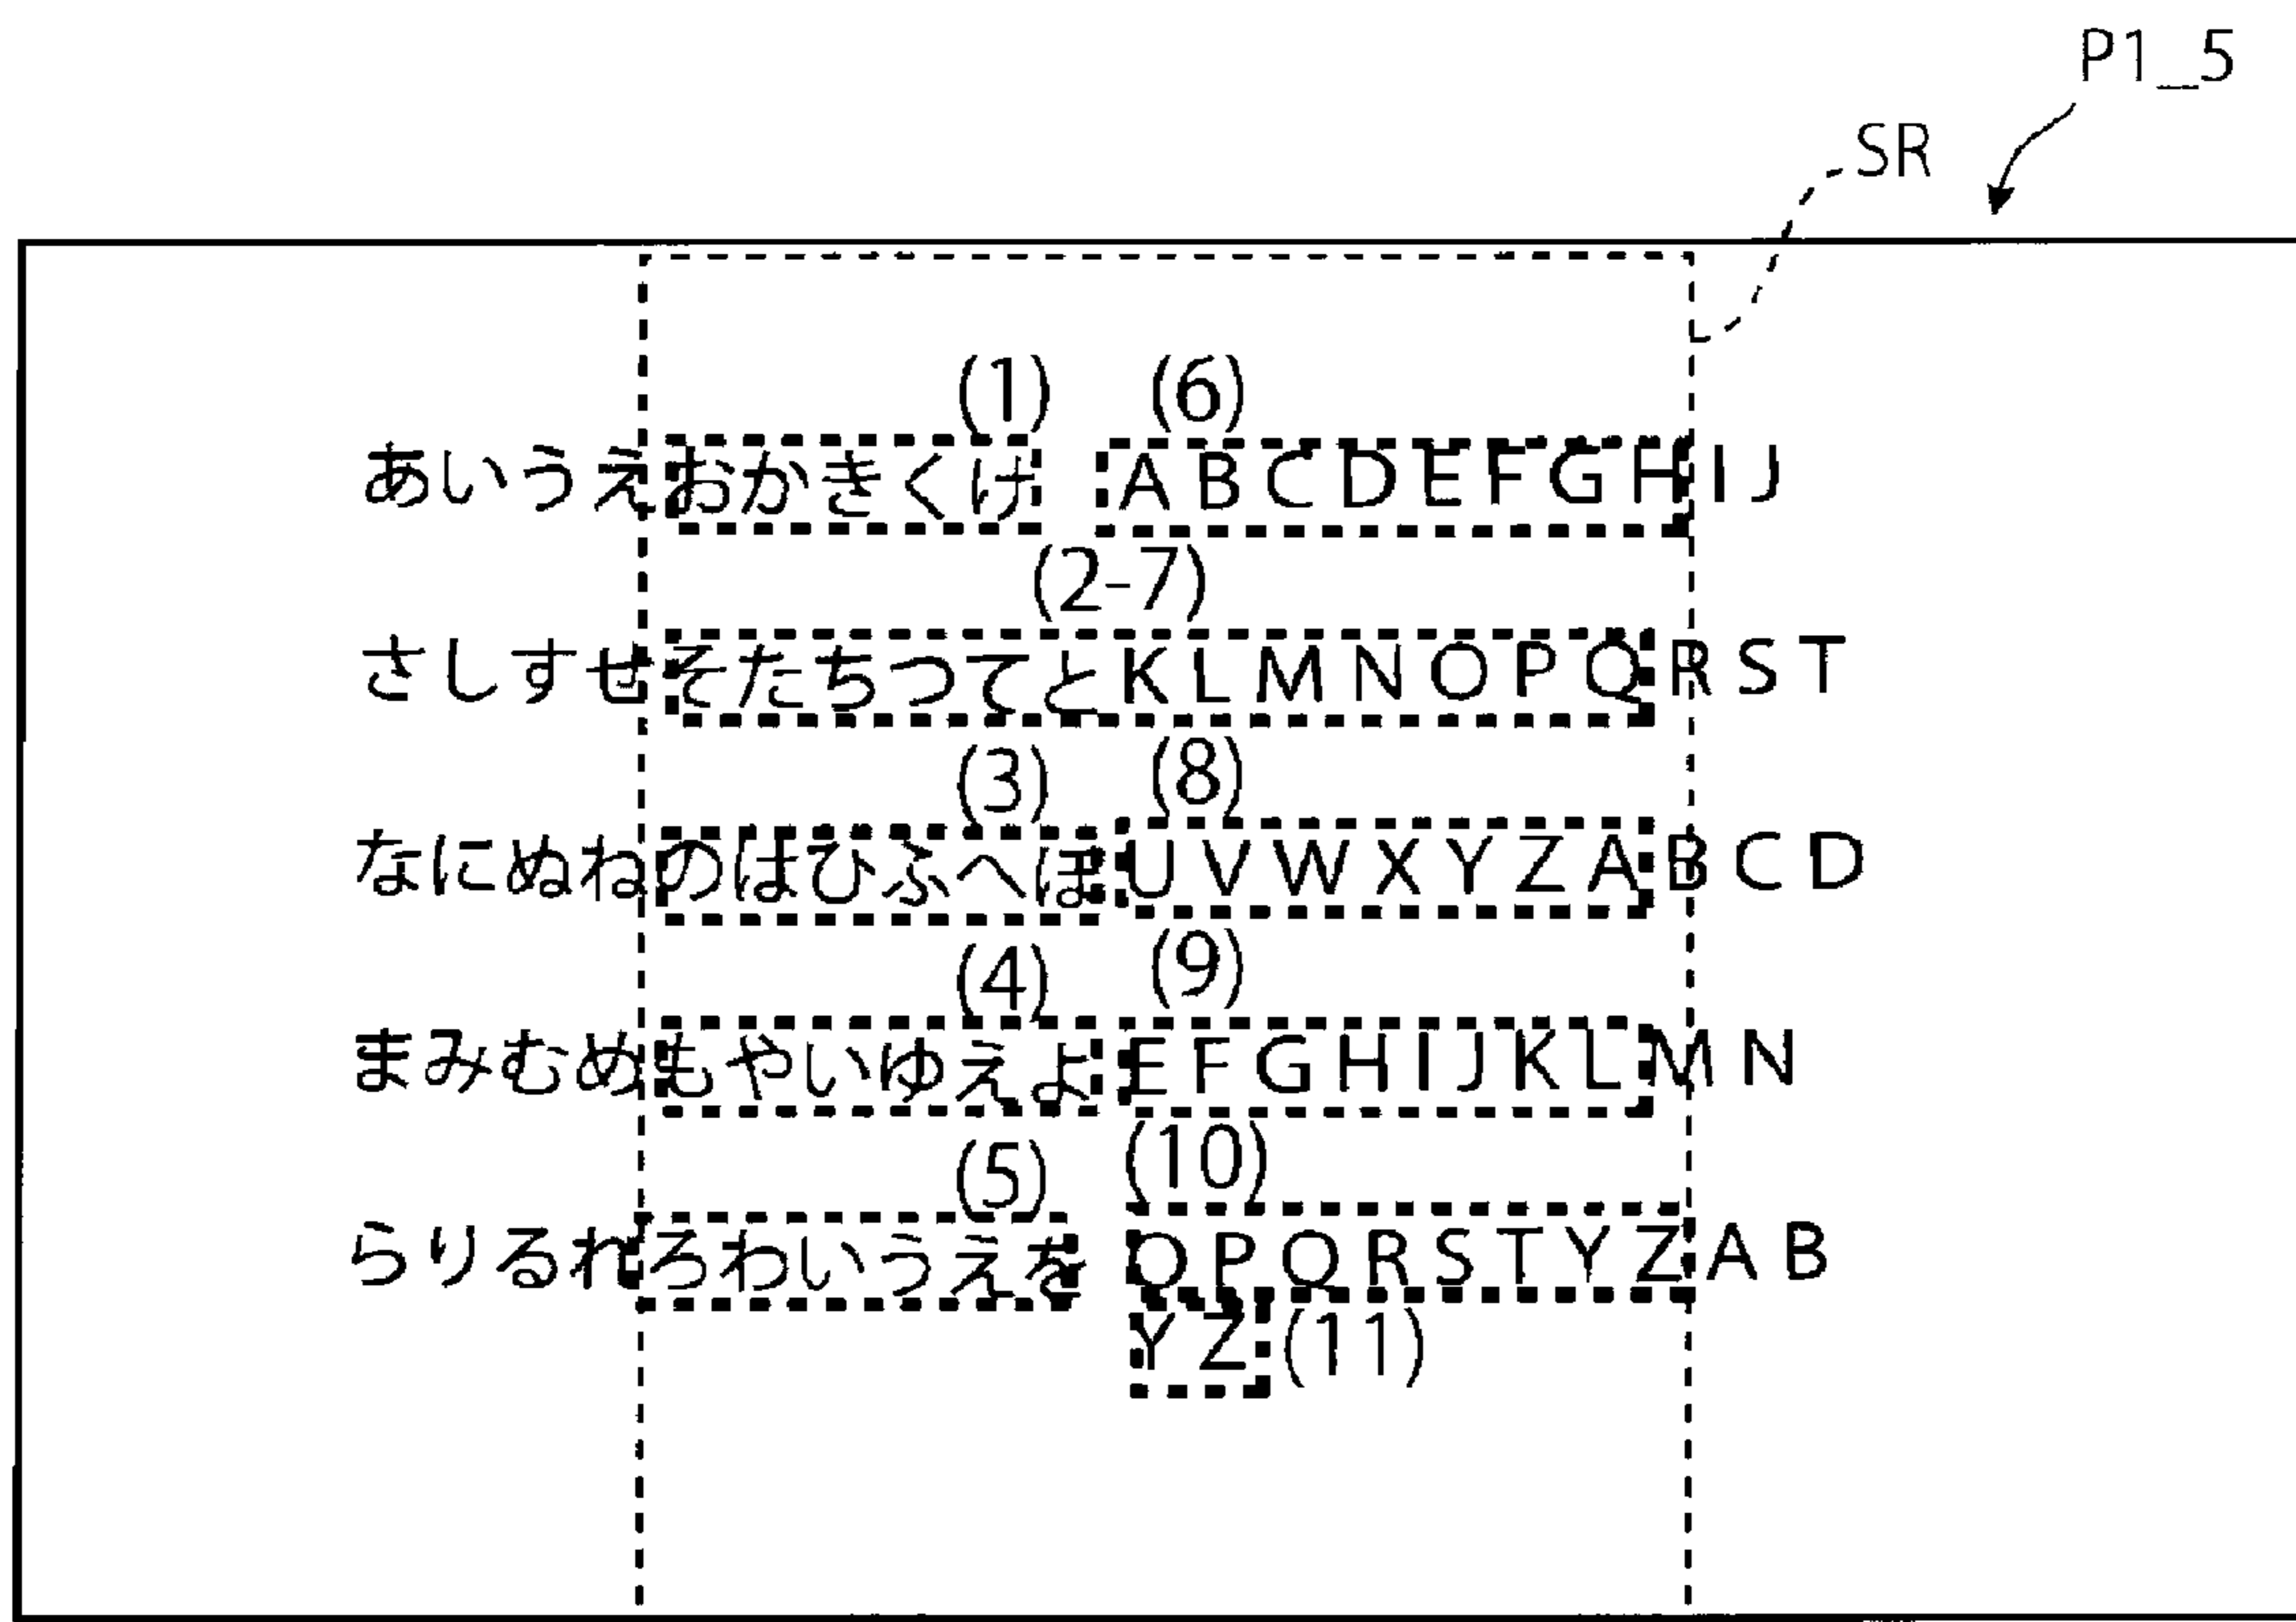 P1_5
SR
(1) (6)
あいうえおかきくけ ABCDEFGHIJ
(2-7)
さしすせそたちつてとKLMNOPQRST
(3) (8)
なにぬねのはひふへほUVWXYZABCD
(4) (9)
まみむめもやいゆえよEFGHIJKLMN
(5) (10)
らりるれろわいうえを OPQRSTYZAB
YZ (11)